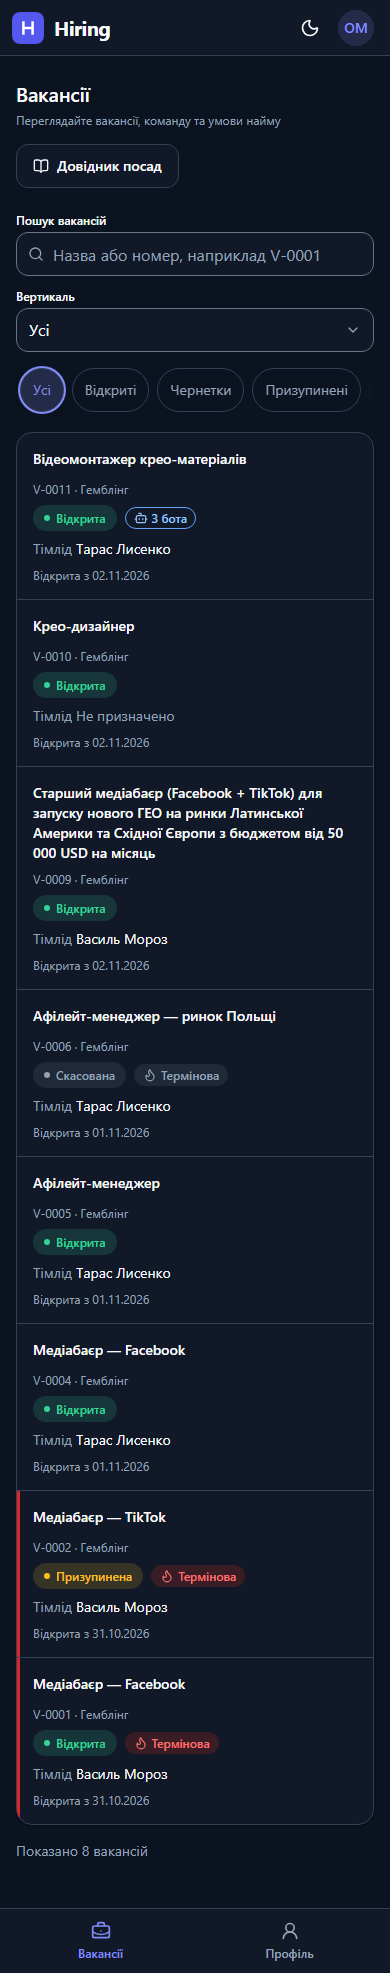 H Hiring
OM
Вакансії
Переглядайте вакансії, команду та умови найму
Довідник посад
Пошук вакансій
Назва або номер, наприклад V-0001
Вертикаль
Усі
Усі Відкриті Чернетки Призупинені
Відеомонтажер крео-матеріалів
V-0011 · Гемблінг
Відкрита З бота
Тімлід Тарас Лисенко
Відкрита з 02.11.2026
Крео-дизайнер
V-0010 · Гемблінг
Відкрита
Тімлід Не призначено
Відкрита з 02.11.2026
Старший медіабаєр (Facebook + TikTok) для
запуску нового ГЕО на ринки Латинської
Америки та Східної Європи з бюджетом від 50
000 USD на місяць
V-0009 · Гемблінг
Відкрита
Тімлід Василь Мороз
Відкрита з 02.11.2026
Афілейт-менеджер — ринок Польщі
V-0006 · Гемблінг
Скасована Термінова
Тімлід Тарас Лисенко
Відкрита з 01.11.2026
Афілейт-менеджер
V-0005 · Гемблінг
Відкрита
Тімлід Тарас Лисенко
Відкрита з 01.11.2026
Медіабаєр — Facebook
V-0004 · Гемблінг
Відкрита
Тімлід Тарас Лисенко
Відкрита з 01.11.2026
Медіабаєр — TikTok
V-0002 · Гемблінг
Призупинена Термінова
Тімлід Василь Мороз
Відкрита з 31.10.2026
Медіабаєр — Facebook
V-0001 · Гемблінг
Відкрита Термінова
Тімлід Василь Мороз
Відкрита з 31.10.2026
Показано 8 вакансій
Вакансії Профіль